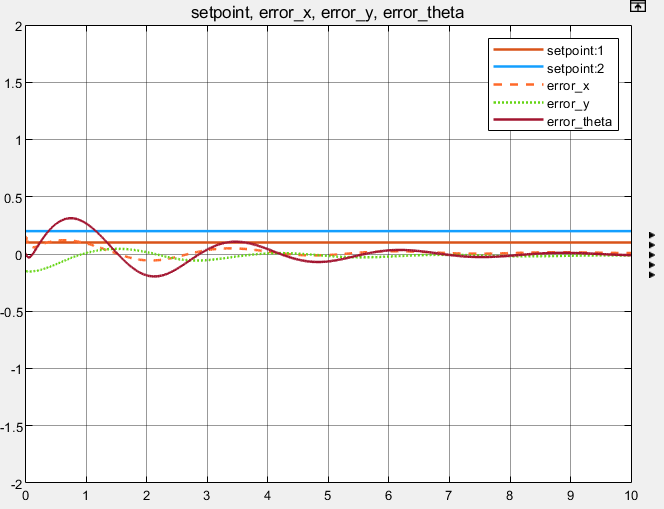 setpoint, error_x, error_y, error_theta
setpoint:1
setpoint:2
error_x
error_y
error_theta
2
1.5
1
0.5
0
-0.5
-1
-1.5
-2
0 1 2 3 4 5 6 7 8 9 10